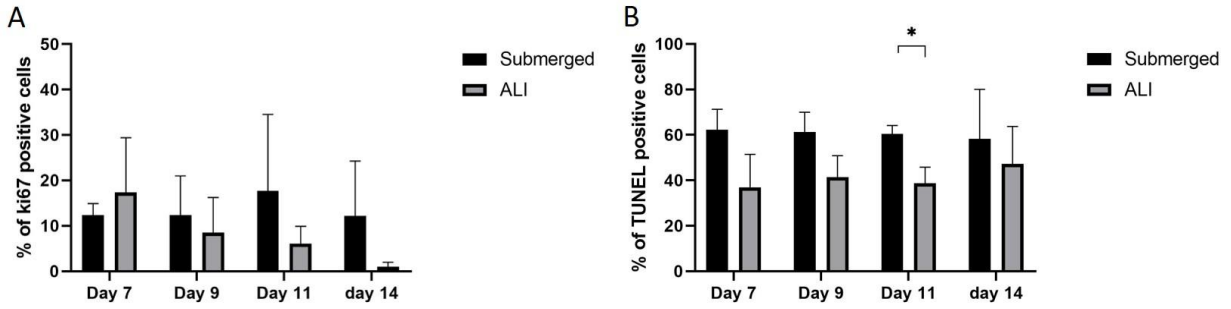 A
% of ki67 positive cells
50
40
30
20
10
0
Day 7
Day 9
Day 11
day 14
Submerged
ALI
B
% of TUNEL positive cells
100
80
60
40
20
0
*
Day 7
Day 9
Day 11
day 14
Submerged
ALI